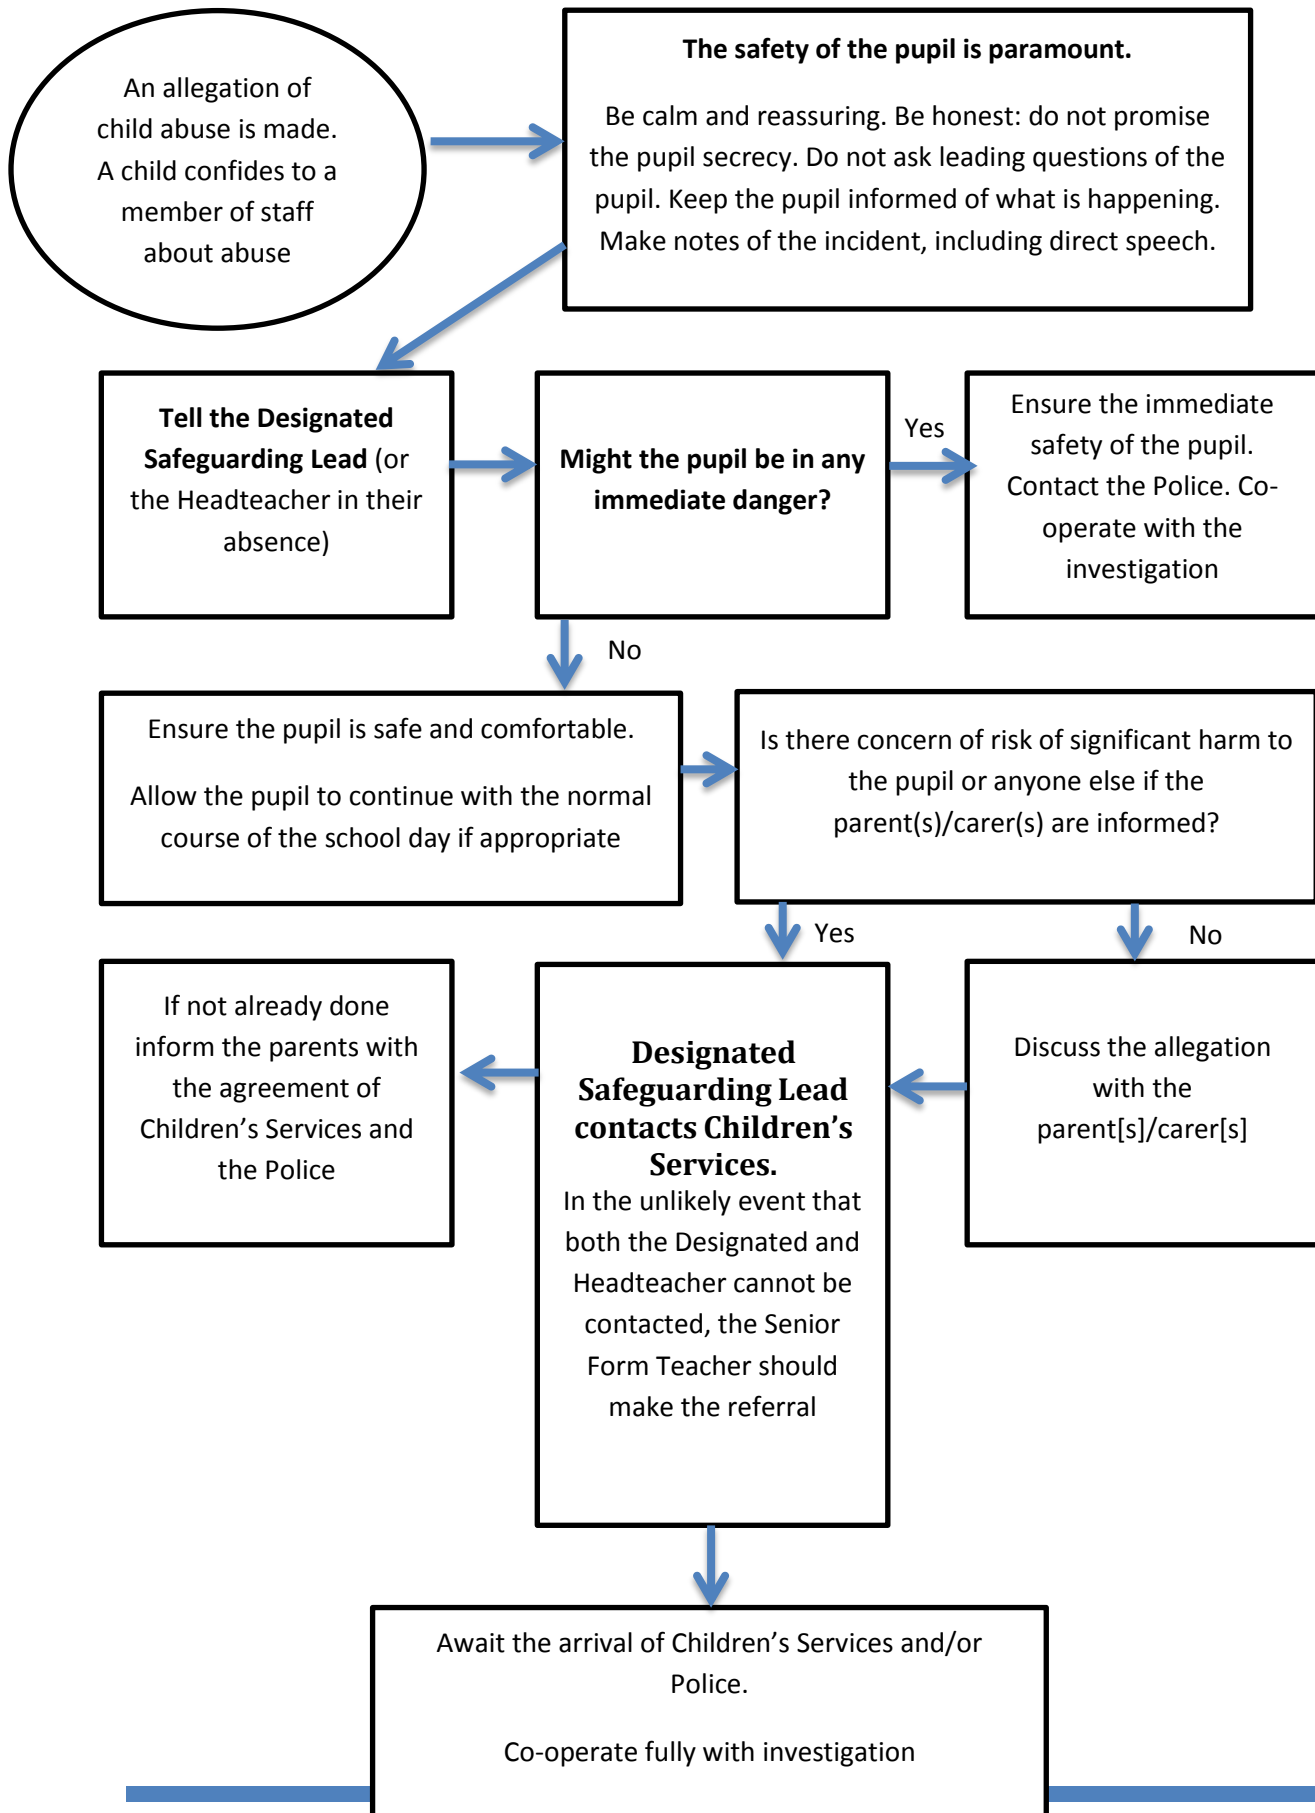 An allegation of
child abuse is made.
A child confides to a
member of staff
about abuse
The safety of the pupil is paramount.
Be calm and reassuring. Be honest: do not promise
the pupil secrecy. Do not ask leading questions of the
pupil. Keep the pupil informed of what is happening.
Make notes of the incident, including direct speech.
Tell the Designated
Safeguarding Lead (or
the Headteacher in their
absence)
Might the pupil be in any
immediate danger?
Yes
Ensure the immediate
safety of the pupil.
Contact the Police. Co-
operate with the
investigation
No
Ensure the pupil is safe and comfortable.
Allow the pupil to continue with the normal
course of the school day if appropriate
Is there concern of risk of significant harm to
the pupil or anyone else if the
parent(s)/carer(s) are informed?
Yes
No
If not already done
inform the parents with
the agreement of
Children’s Services and
the Police
Designated
Safeguarding Lead
contacts Children’s
Services.
In the unlikely event that
both the Designated and
Headteacher cannot be
contacted, the Senior
Form Teacher should
make the referral
Discuss the allegation
with the
parent[s]/carer[s]
Await the arrival of Children’s Services and/or
Police.
Co-operate fully with investigation